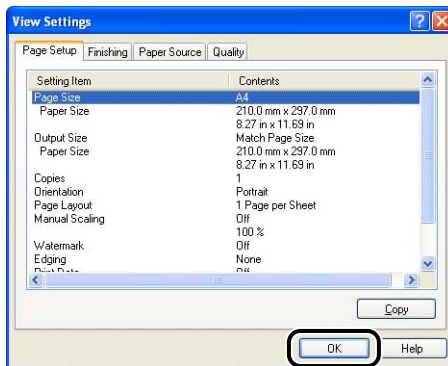 View Settings
Page Setup Finishing Paper Source Quality
Setting Item Contents
Page Size A4
Paper Size 210.0 mm x 297.0 mm
8.27 in x 11.69 in
Output Size Match Page Size
Paper Size 210.0 mm x 297.0 mm
8.27 in x 11.69 in
Copies 1
Orientation Portrait
Page Layout 1 Page per Sheet
Manual Scaling Off
100 %
Watermark Off
Edging None
Print Date Off
Copy
OK Help